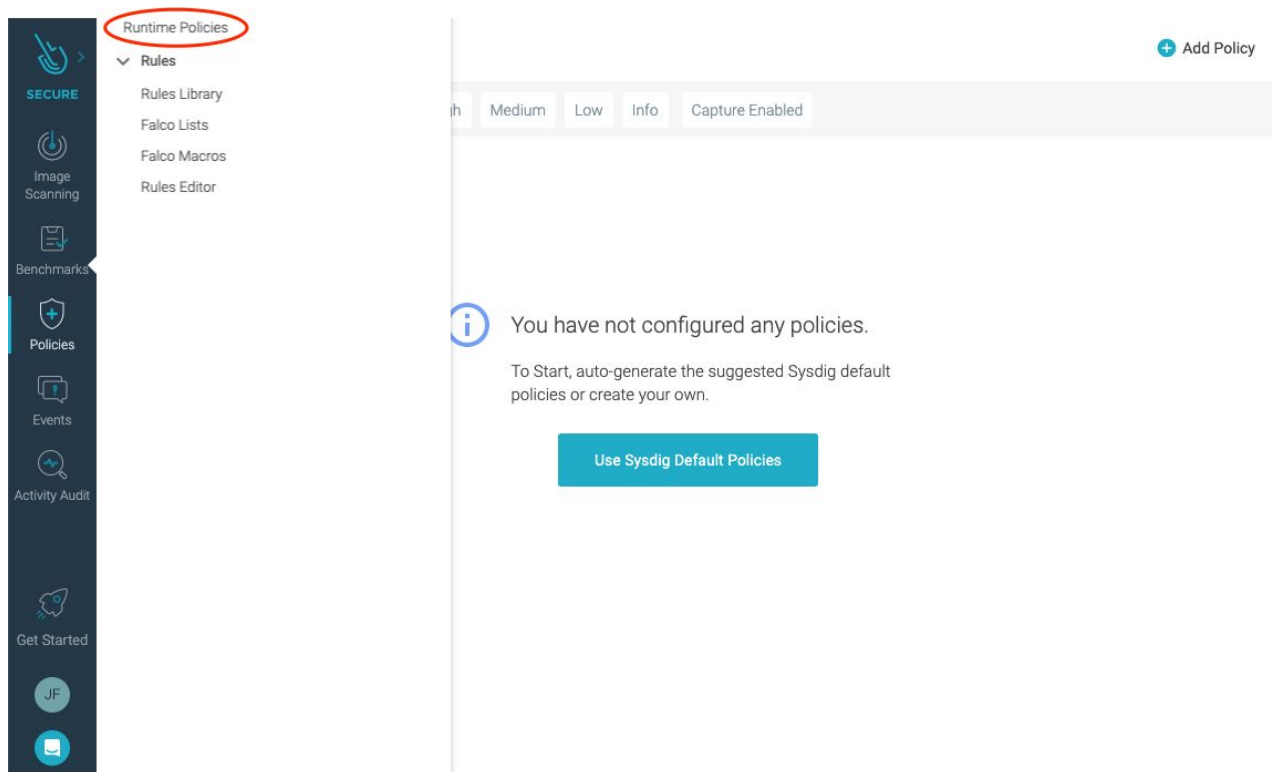 SECURE
Image
Scanning
Benchmarks
Policies
Events
Activity Audit
Get Started
JF
Runtime Policies
Rules
Rules Library
Falco Lists
Falco Macros
Rules Editor
Add Policy
Medium Low Info Capture Enabled
You have not configured any policies.
To Start, auto-generate the suggested Sysdig default
policies or create your own.
Use Sysdig Default Policies